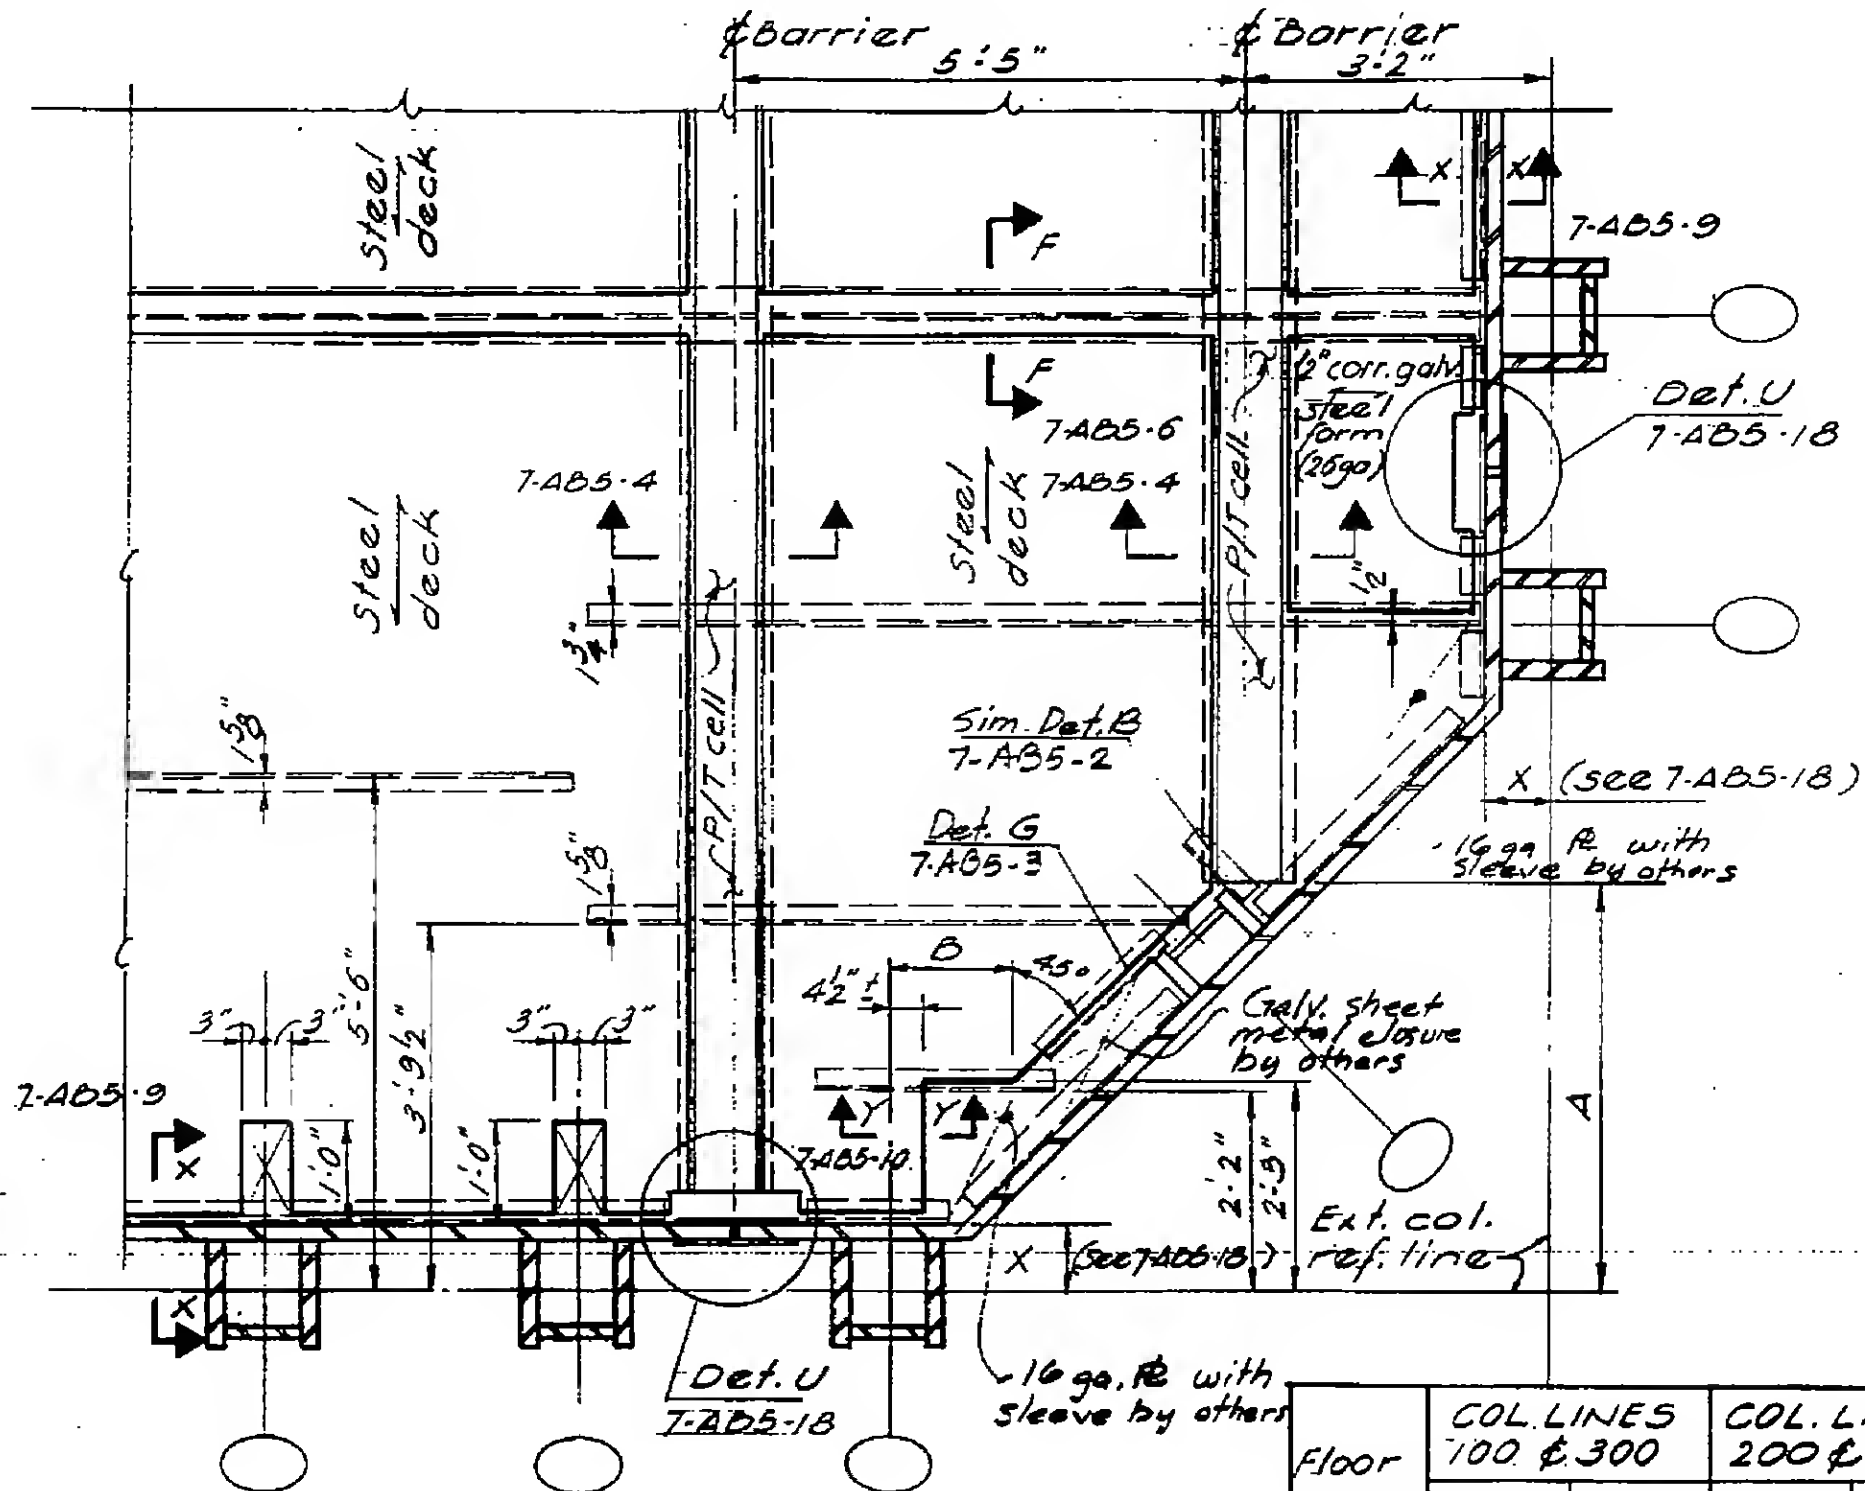 ₵ Barrier
₵ Barrier
5'-5"
3'-2"
Steel
deck
F
X
X
7-AB5-9
F
7-AB5-6
1/2" corr. galv.
steel
form
(26ga)
Det. U
7-AB5-18
7-AB5-4
7-AB5-4
Steel
deck
Steel
deck
P/T cell
1/2"
1 3/4"
P/T cell
Sim. Det. B
7-AB5-2
1 5/8"
X (see 7-AB5-18)
Det. G
7-AB5-3
16 ga ℄ with
sleeve by others
1 5/8"
B
45°
4 1/2" ±
Galv. sheet
metal closure
by others
3" 3"
5'-6"
3'-9 1/2"
3" 3"
7-AB5-9
X
1'-0"
1'-0"
Y Y
7-AB5-10
2'-2"
2'-3"
A
Ext. col.
ref. line
X (See 7-AB5-18)
X
Det. U
7-AB5-18
16 ga. ℄ with
sleeve by others
Floor
COL. LINES
100 ₵ 300
COL. L
200 ₵